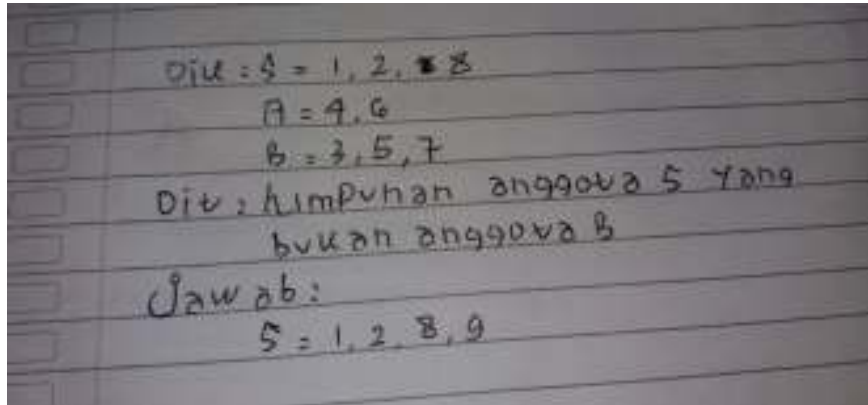 Dik : S = 1, 2, 8
A = 4, 6
B = 3, 5, 7
Dit : himpunan anggota S yang
bukan anggota B
Jawab :
S = 1, 2, 8, 9